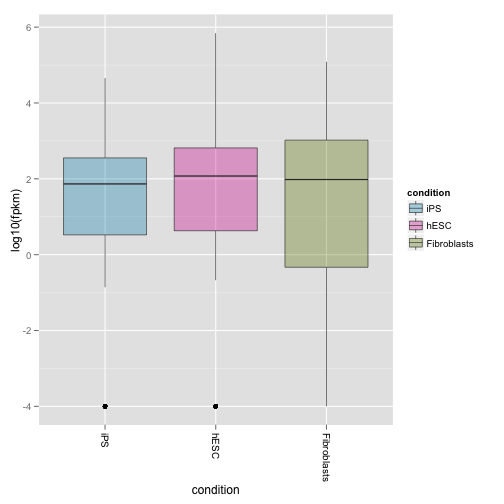 6
4
2
0
-2
-4
log10(fpkm)
iPS
hESC
Fibroblasts
condition
condition
iPS
hESC
Fibroblasts